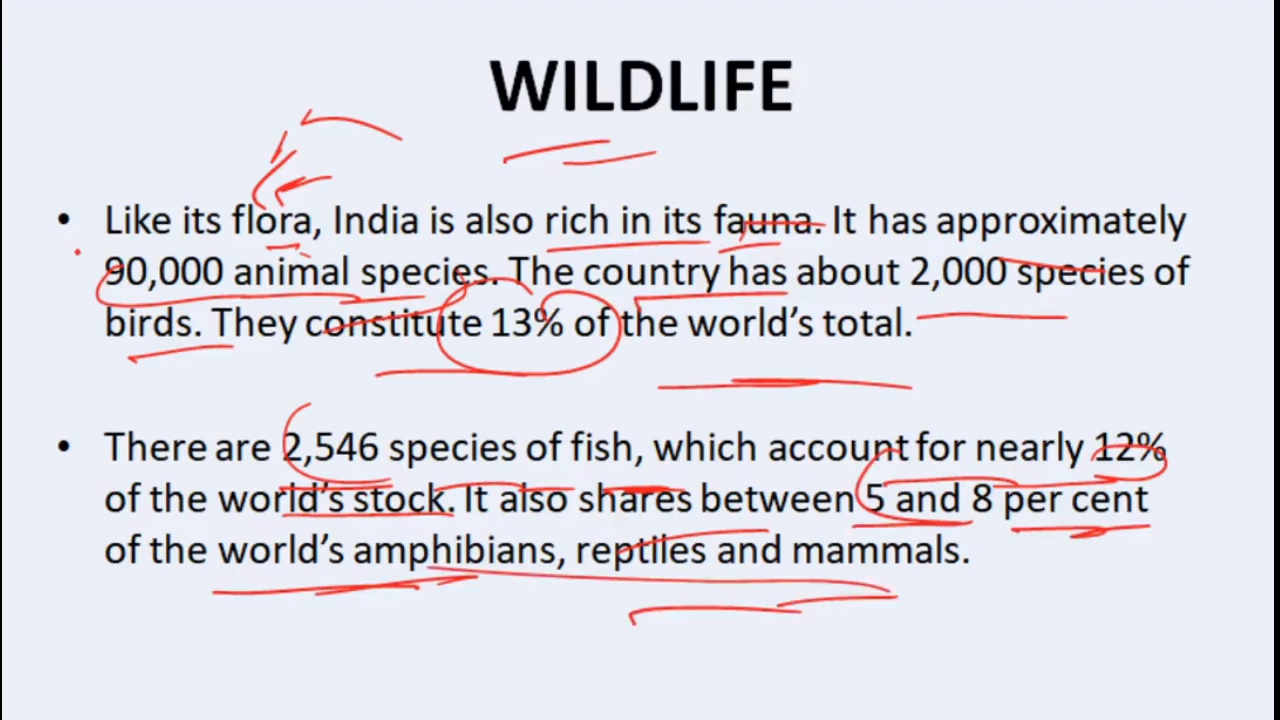 WILDLIFE
• Like its flora, India is also rich in its fauna. It has approximately
90,000 animal species. The country has about 2,000 species of
birds. They constitute 13% of the world's total.
• There are 2,546 species of fish, which account for nearly 12%
of the world's stock. It also shares between 5 and 8 per cent
of the world's amphibians, reptiles and mammals.